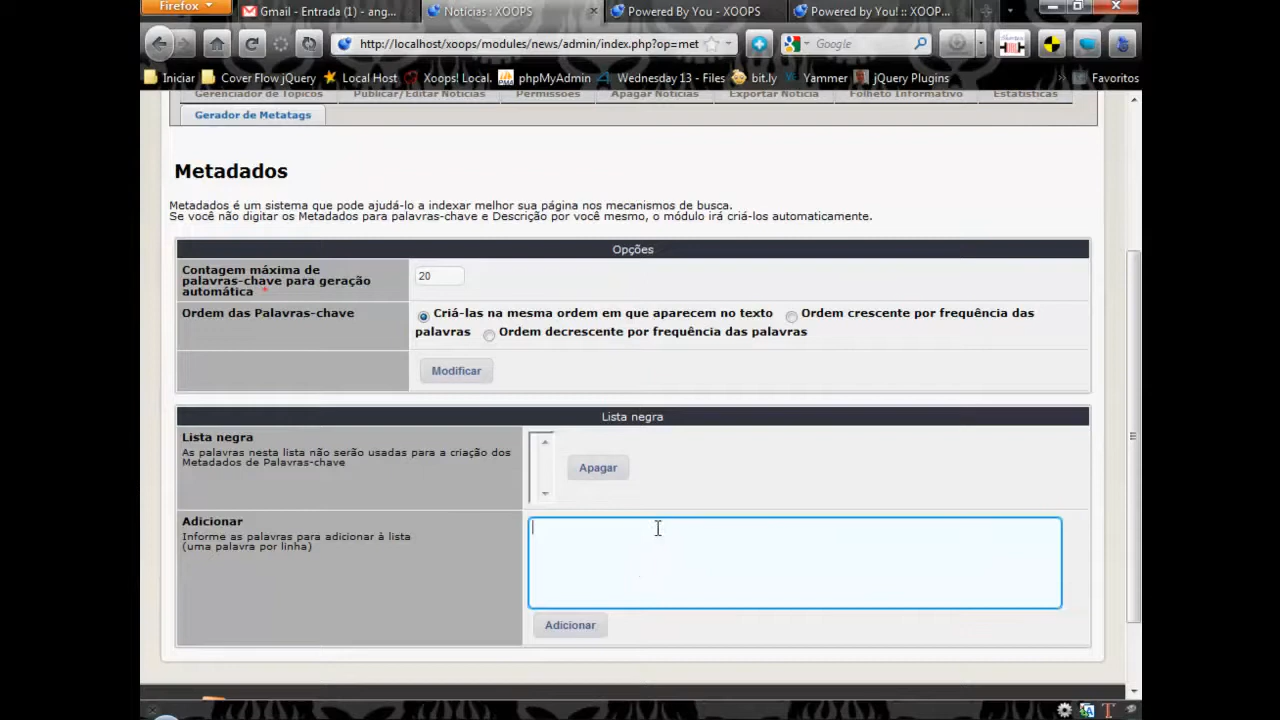 Firefox
Gmail - Entrada (1) - ang...
Notícias : XOOPS
Powered By You - XOOPS
Powered by You! :: XOOP...
http://localhost/xoops/modules/news/admin/index.php?op=met
Google
Iniciar
Cover Flow jQuery
Local Host
Xoops! Local.
phpMyAdmin
Wednesday 13 - Files
bit.ly
Yammer
jQuery Plugins
Favoritos
Gerenciador de Tópicos
Publicar/Editar Notícias
Permissões
Apagar Notícias
Exportar Notícia
Folheto Informativo
Estatísticas
Gerador de Metatags
Metadados
Metadados é um sistema que pode ajudá-lo a indexar melhor sua página nos mecanismos de busca.
Se você não digitar os Metadados para palavras-chave e Descrição por você mesmo, o módulo irá criá-los automaticamente.
Opções
Contagem máxima de
palavras-chave para geração
automática *
20
Ordem das Palavras-chave
Criá-las na mesma ordem em que aparecem no texto
Ordem crescente por frequência das
palavras
Ordem decrescente por frequência das palavras
Modificar
Lista negra
Lista negra
As palavras nesta lista não serão usadas para a criação dos
Metadados de Palavras-chave
Apagar
Adicionar
Informe as palavras para adicionar à lista
(uma palavra por linha)
Adicionar